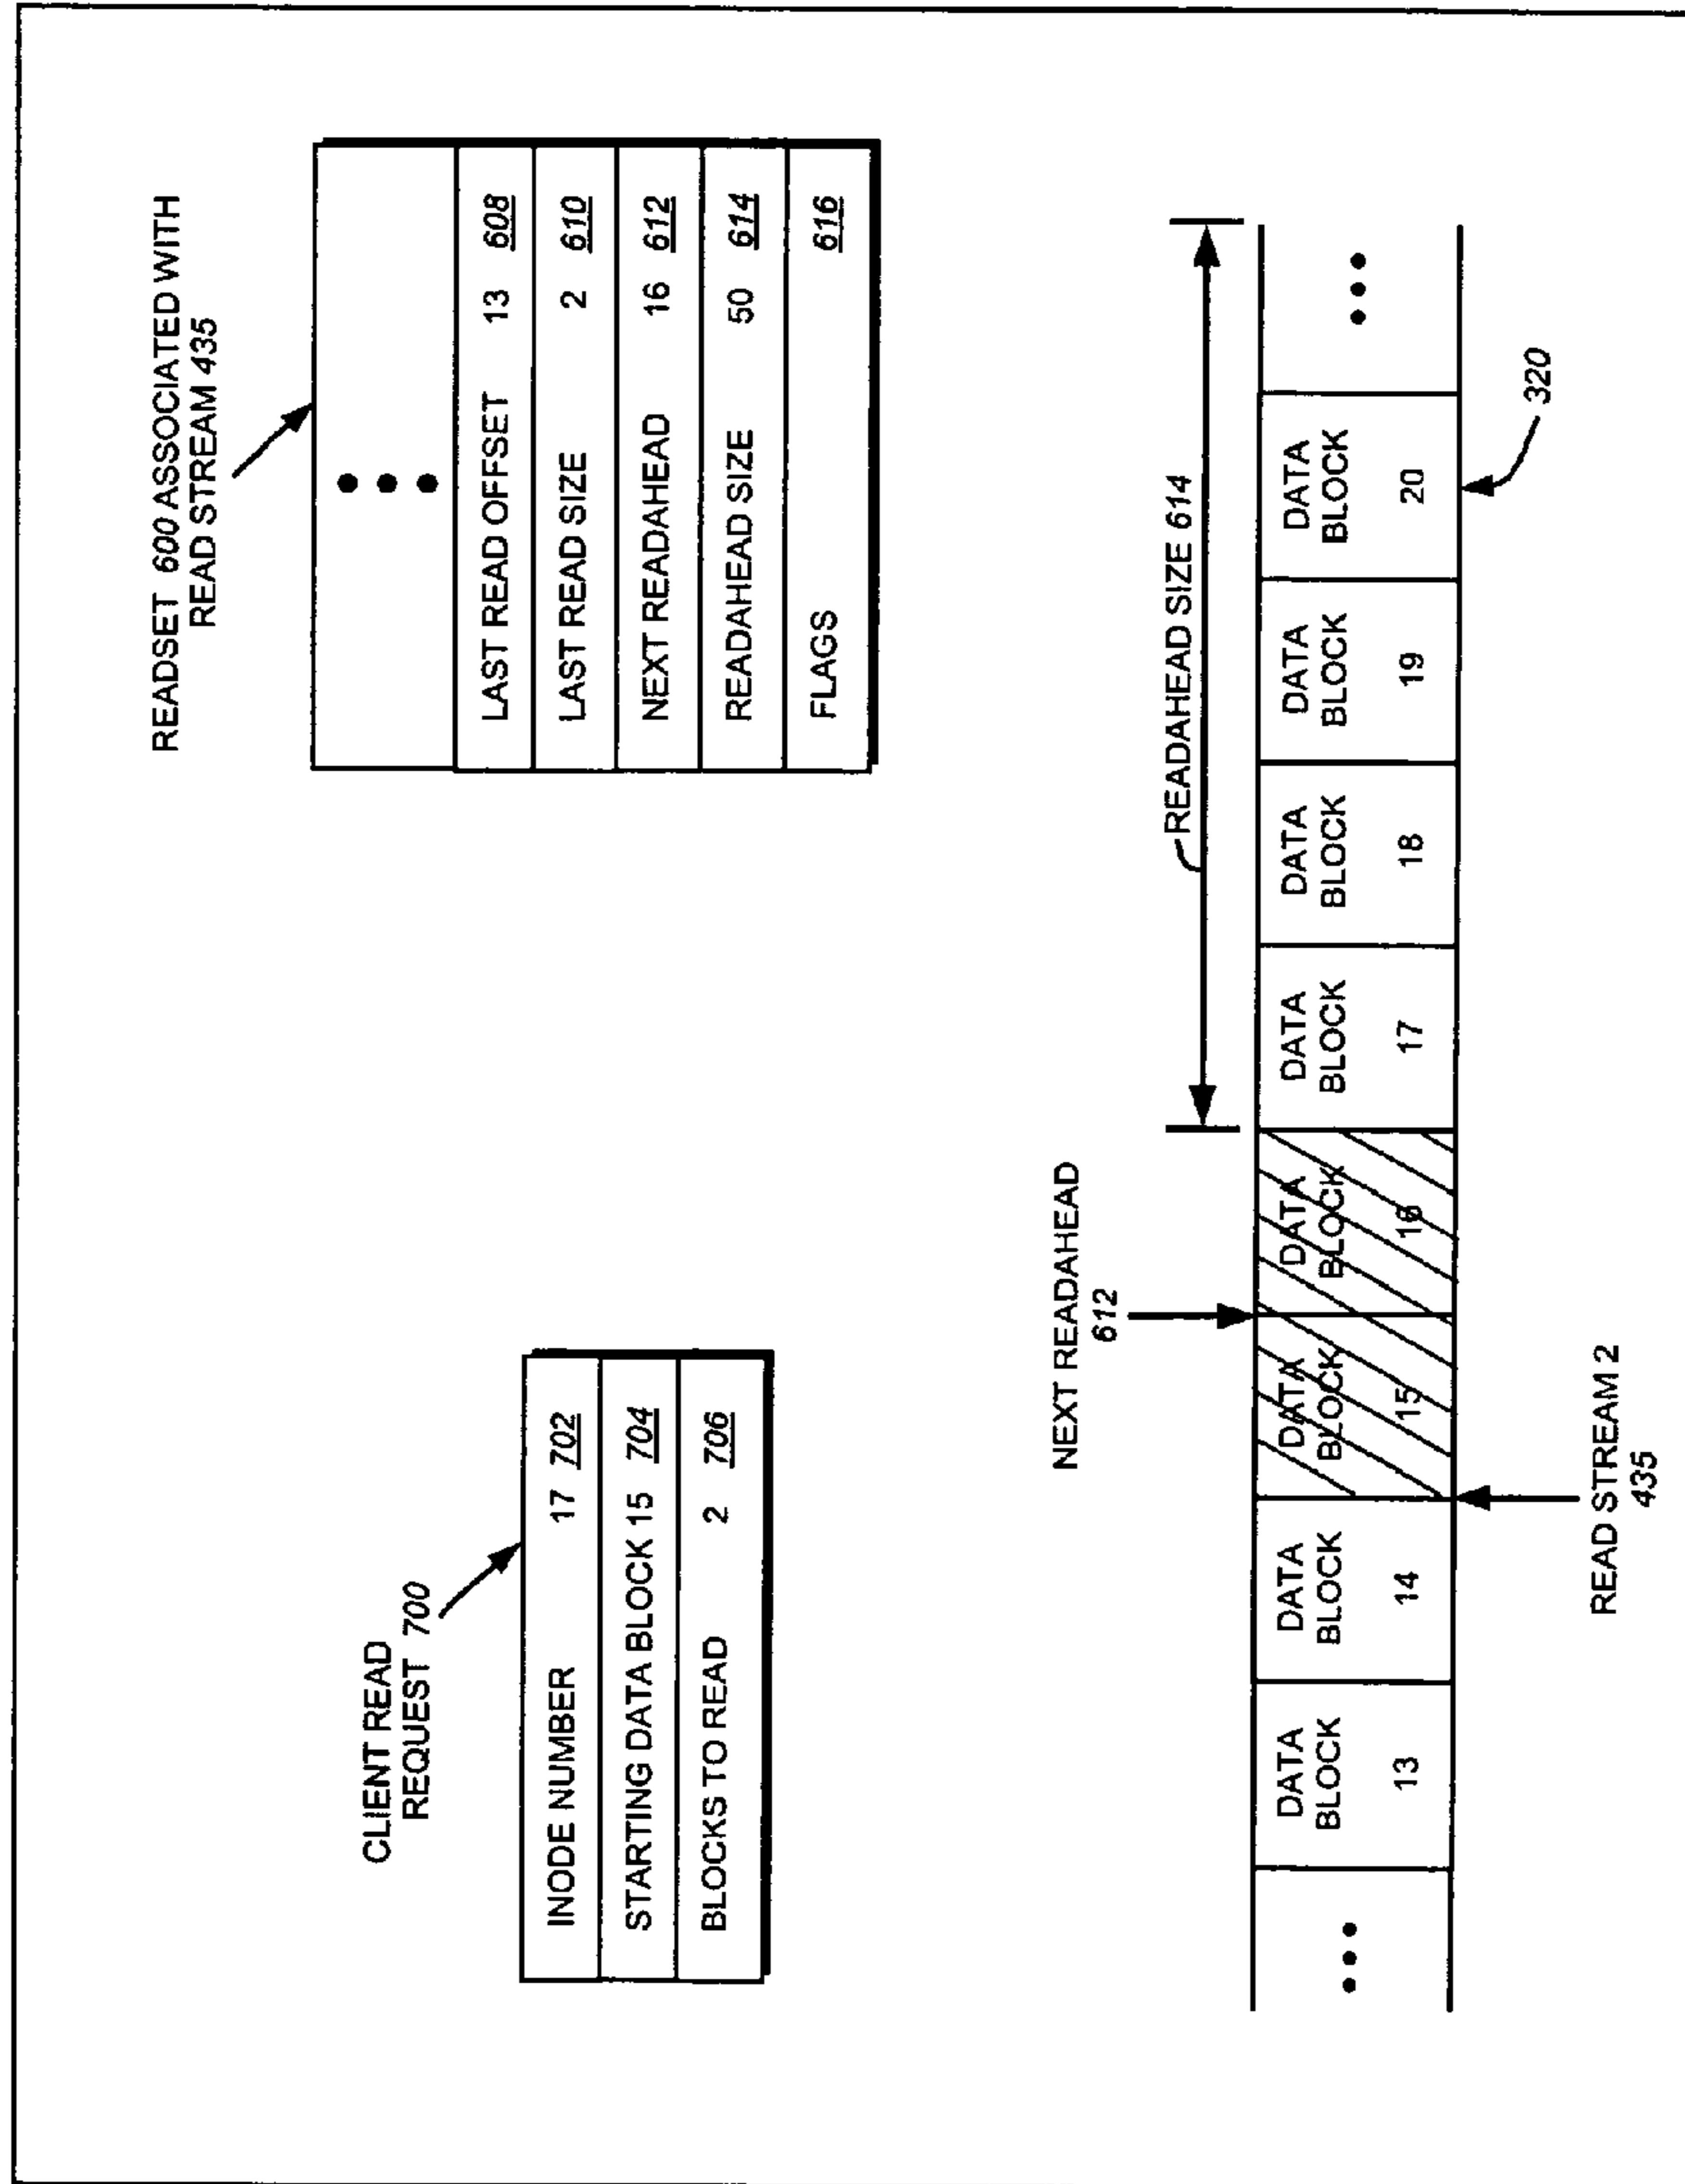 CLIENT READ
REQUEST 700
INODE NUMBER 17 702
STARTING DATA BLOCK 15 704
BLOCKS TO READ 2 706
READSET 600 ASSOCIATED WITH
READ STREAM 435
LAST READ OFFSET 13 608
LAST READ SIZE 2 610
NEXT READAHEAD 16 612
READAHEAD SIZE 50 614
FLAGS 616
NEXT READAHEAD
612
READAHEAD SIZE 614
DATA BLOCK 13
DATA BLOCK 14
DATA BLOCK 15
DATA BLOCK 16
DATA BLOCK 17
DATA BLOCK 18
DATA BLOCK 19
DATA BLOCK 20
READ STREAM 2
435
320